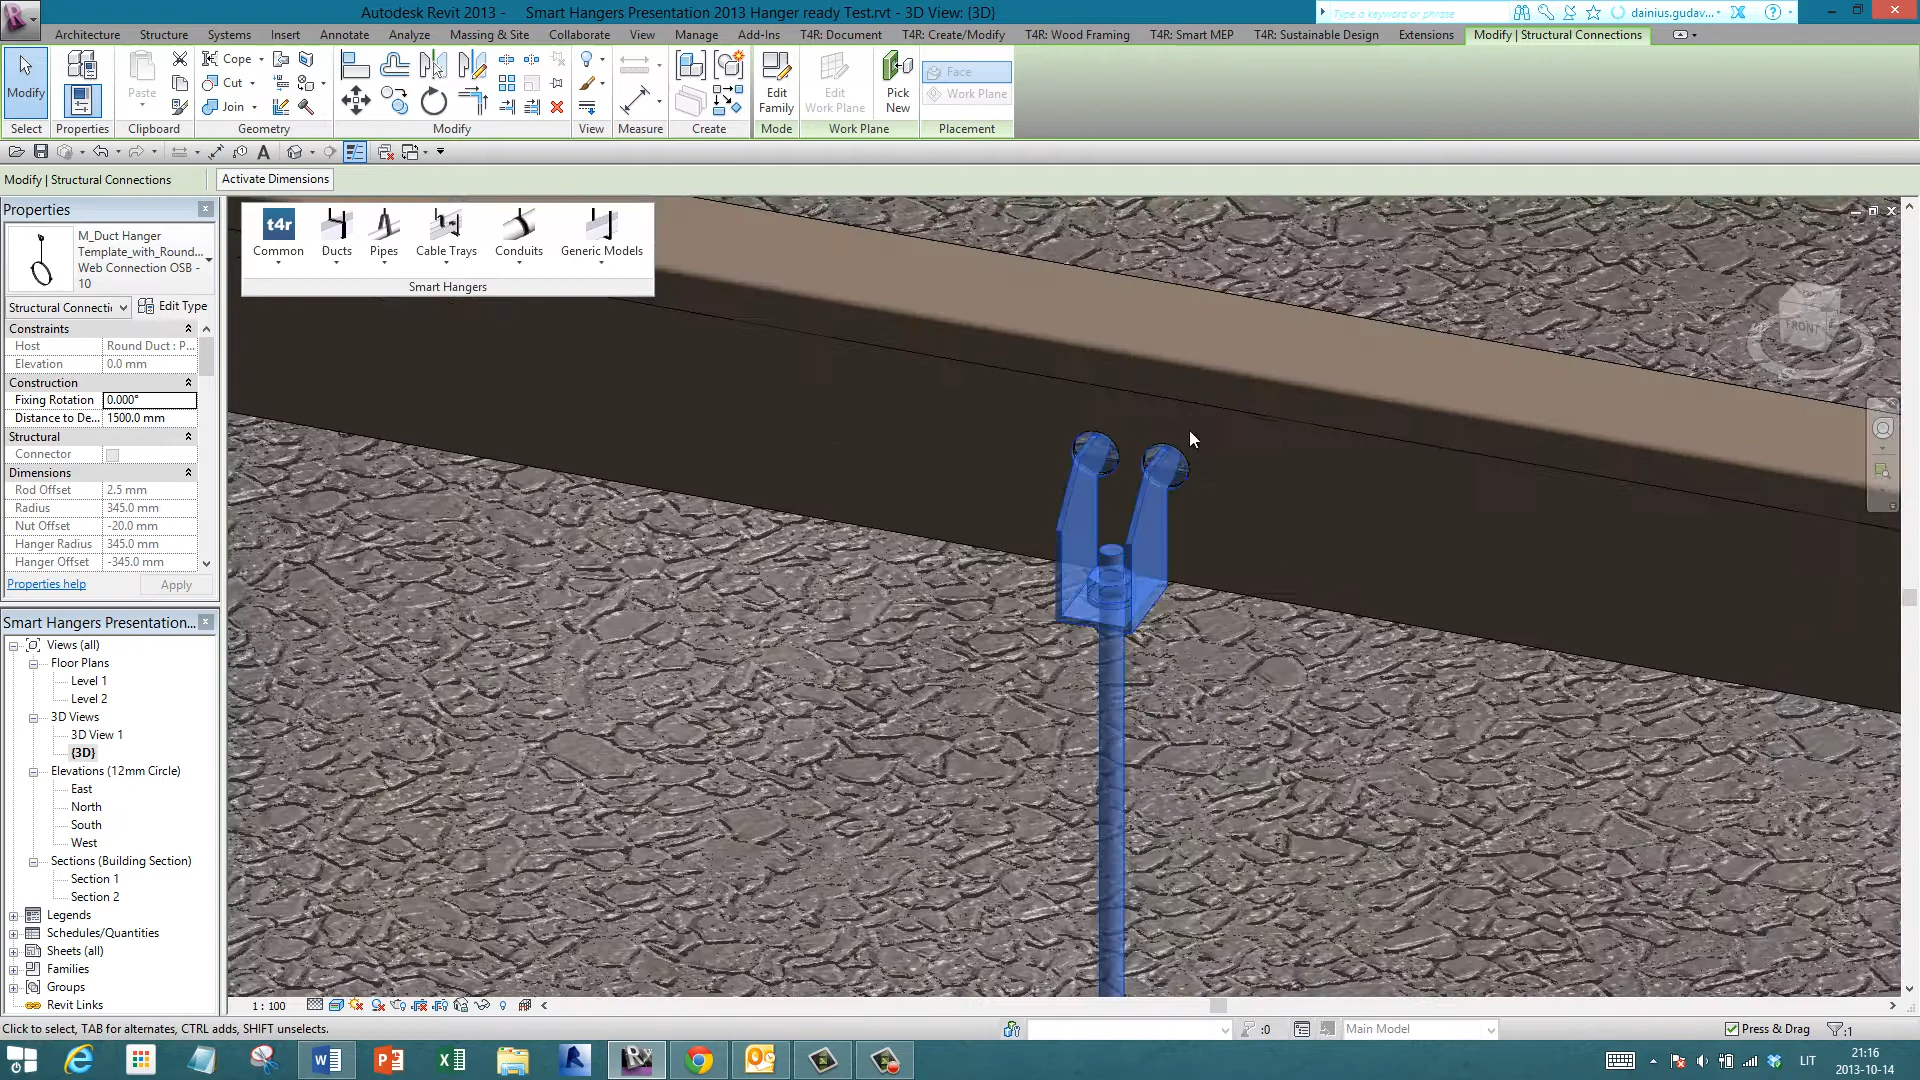 Autodesk Revit 2013 - Smart Hangers Presentation 2013 Hanger ready Test.rvt - 3D View: {3D}
Type a keyword or phrase
dainius.gudav...
Architecture Structure Systems Insert Annotate Analyze Massing & Site Collaborate View Manage Add-Ins T4R: Document T4R: Create/Modify T4R: Wood Framing T4R: Smart MEP T4R: Sustainable Design Extensions Modify | Structural Connections
Modify
Paste
Cope
Cut
Join
Edit Family
Edit Work Plane
Pick New
Face
Work Plane
Select Properties Clipboard Geometry Modify View Measure Create Mode Work Plane Placement
Modify | Structural Connections
Activate Dimensions
Properties
M_Duct Hanger
Template_with_Round...
Web Connection OSB -
10
Structural Connecti
Edit Type
Constraints
Host Round Duct : P...
Elevation 0.0 mm
Construction
Fixing Rotation 0.000°
Distance to De... 1500.0 mm
Structural
Connector
Dimensions
Rod Offset 2.5 mm
Radius 345.0 mm
Nut Offset -20.0 mm
Hanger Radius 345.0 mm
Hanger Offset -345.0 mm
Properties help
Apply
t4r
Common Ducts Pipes Cable Trays Conduits Generic Models
Smart Hangers
FRONT
Smart Hangers Presentation...
Views (all)
Floor Plans
Level 1
Level 2
3D Views
3D View 1
{3D}
Elevations (12mm Circle)
East
North
South
West
Sections (Building Section)
Section 1
Section 2
Legends
Schedules/Quantities
Sheets (all)
Families
Groups
Revit Links
1 : 100
Click to select, TAB for alternates, CTRL adds, SHIFT unselects.
:0
Main Model
Press & Drag
:1
LIT
21:16
2013-10-14